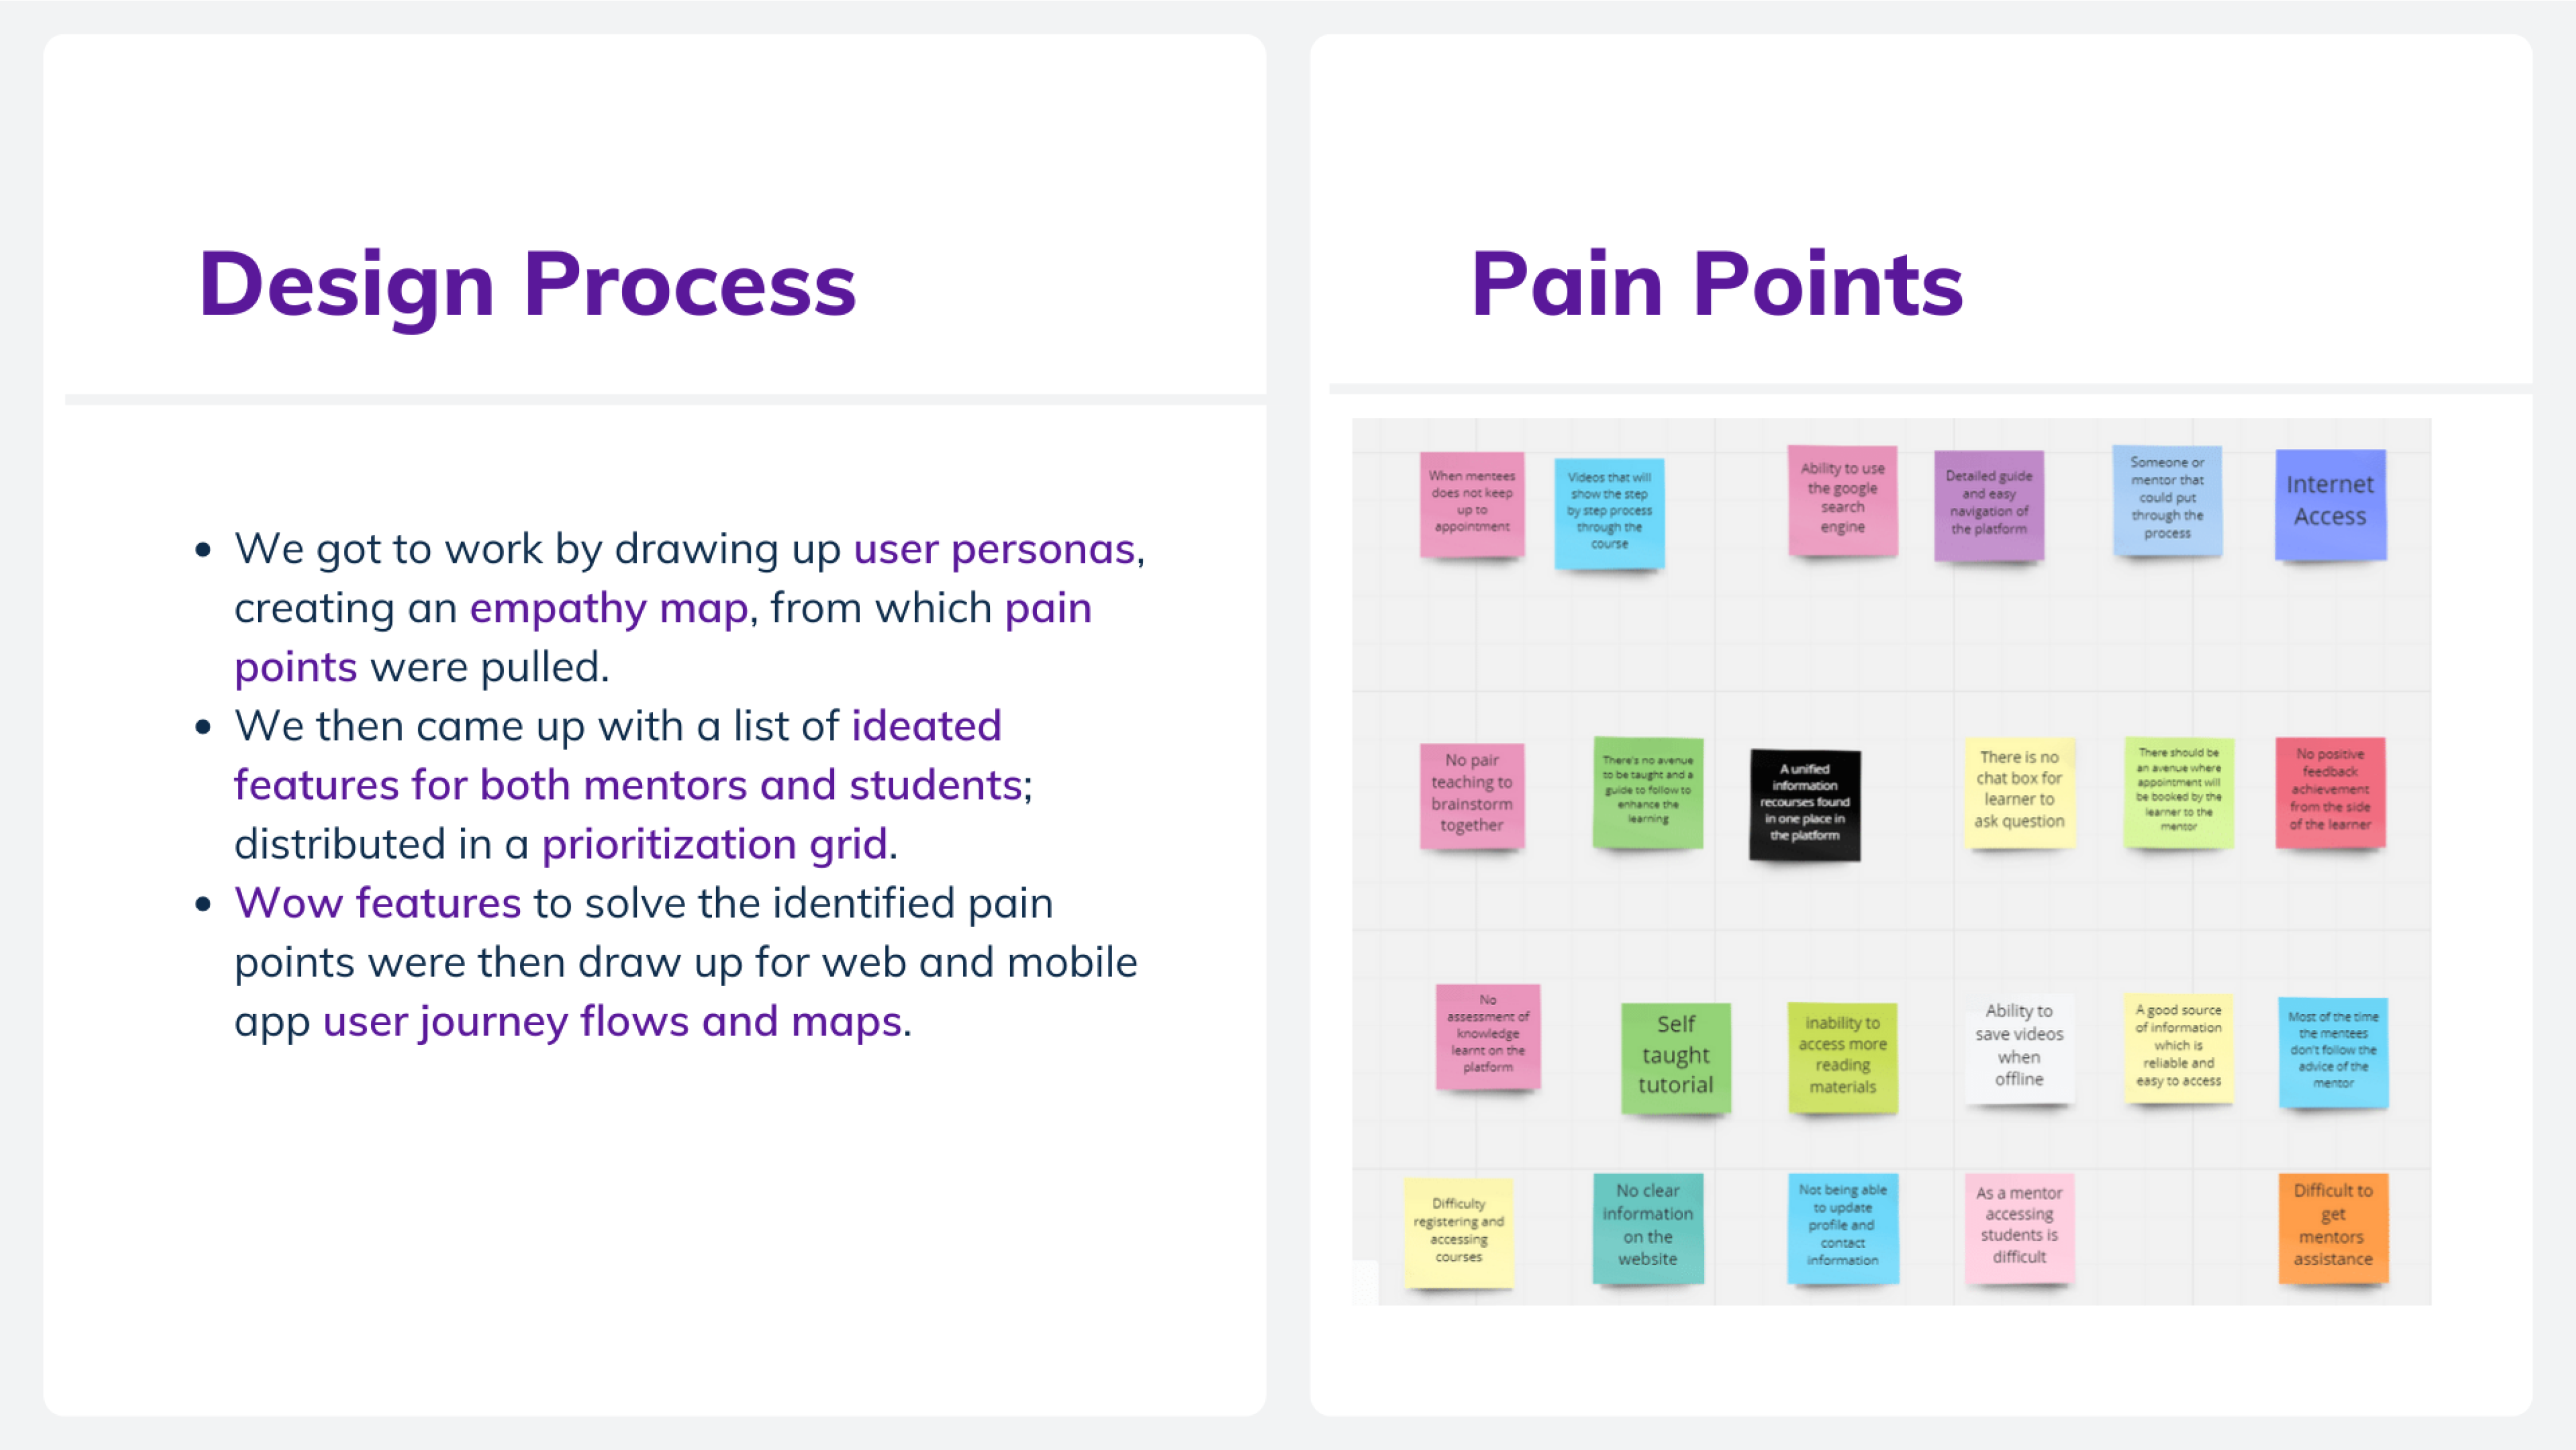 Design Process
We got to work by drawing up user personas,
creating an empathy map, from which pain
points were pulled.
We then came up with a list of ideated
features for both mentors and students;
distributed in a prioritization grid.
Wow features to solve the identified pain
points were then draw up for web and mobile
app user journey flows and maps.
Pain Points
When mentees
does not keep
up to
appointment
Videos that will
show the step
by step process
through the
course
Ability to use
the google
search
engine
Detailed guide
and easy
navigation of
the platform
Someone or
mentor that
could put
through the
process
Internet
Access
No pair
teaching to
brainstorm
together
There's no avenue
to be taught and a
guide to follow to
enhance the
learning
A unified
information
recourses found
in one place in
the platform
There is no
chat box for
learner to
ask question
There should be
an avenue where
appointment will
be booked by the
learner to the
mentor
No positive
feedback
achievement
from the side
of the learner
No
assessment of
knowledge
learnt on the
platform
Self
taught
tutorial
inability to
access more
reading
materials
Ability to
save videos
when
offline
A good source
of information
which is
reliable and
easy to access
Most of the time
the mentees
don't follow the
advice of the
mentor
Difficulty
registering and
accessing
courses
No clear
information
on the
website
Not being able
to update
profile and
contact
information
As a mentor
accessing
students is
difficult
Difficult to
get
mentors
assistance